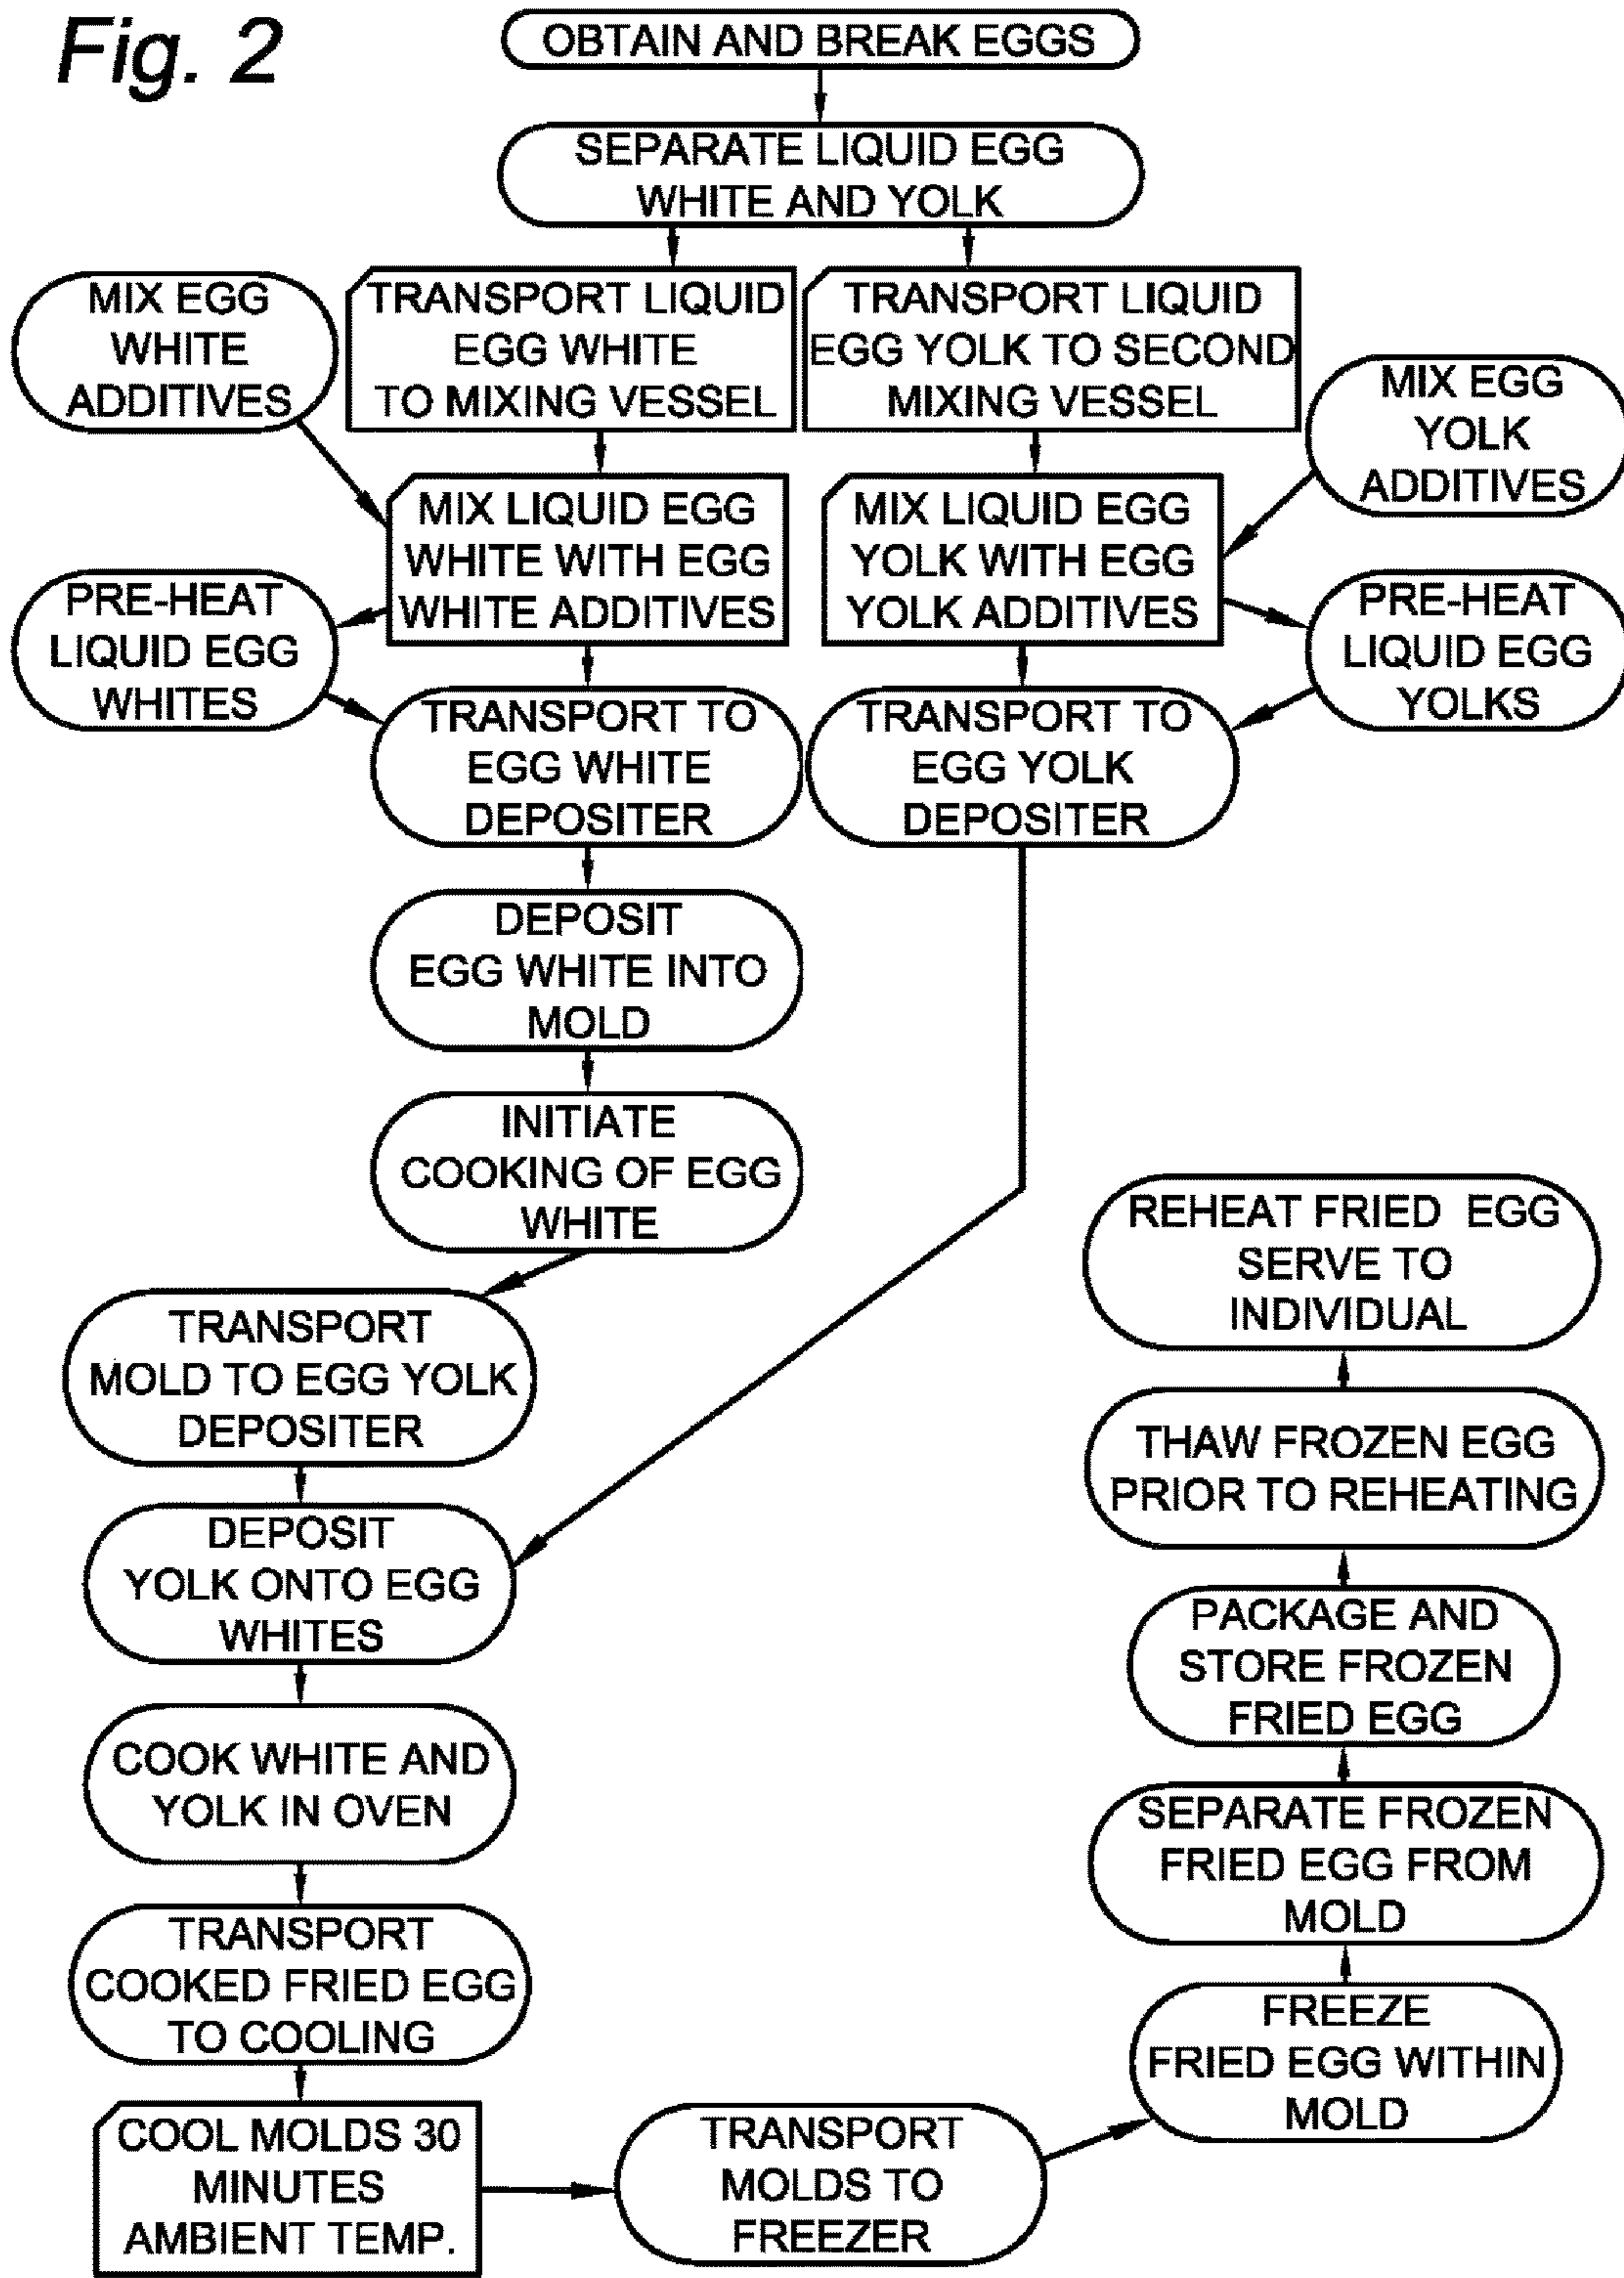 Fig. 2
OBTAIN AND BREAK EGGS
SEPARATE LIQUID EGG
WHITE AND YOLK
MIX EGG
WHITE
ADDITIVES
TRANSPORT LIQUID
EGG WHITE
TO MIXING VESSEL
TRANSPORT LIQUID
EGG YOLK TO SECOND
MIXING VESSEL
MIX EGG
YOLK
ADDITIVES
MIX LIQUID EGG
WHITE WITH EGG
WHITE ADDITIVES
MIX LIQUID EGG
YOLK WITH EGG
YOLK ADDITIVES
PRE-HEAT
LIQUID EGG
WHITES
PRE-HEAT
LIQUID EGG
YOLKS
TRANSPORT TO
EGG WHITE
DEPOSITER
TRANSPORT TO
EGG YOLK
DEPOSITER
DEPOSIT
EGG WHITE INTO
MOLD
INITIATE
COOKING OF EGG
WHITE
TRANSPORT
MOLD TO EGG YOLK
DEPOSITER
DEPOSIT
YOLK ONTO EGG
WHITES
COOK WHITE AND
YOLK IN OVEN
TRANSPORT
COOKED FRIED EGG
TO COOLING
COOL MOLDS 30
MINUTES
AMBIENT TEMP.
TRANSPORT
MOLDS TO
FREEZER
FREEZE
FRIED EGG WITHIN
MOLD
SEPARATE FROZEN
FRIED EGG FROM
MOLD
PACKAGE AND
STORE FROZEN
FRIED EGG
THAW FROZEN EGG
PRIOR TO REHEATING
REHEAT FRIED EGG
SERVE TO
INDIVIDUAL